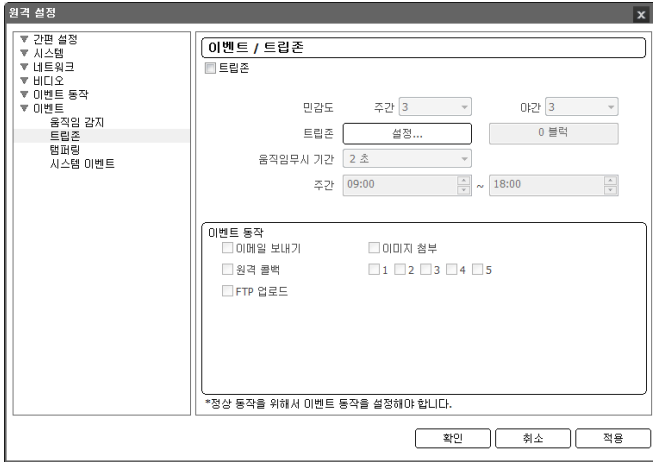 원격 설정
x
간편 설정
시스템
네트워크
비디오
이벤트 동작
이벤트
움직임 감지
트립존
탬퍼링
시스템 이벤트
이벤트 / 트립존
트립존
민감도 주간 3 야간 3
트립존 설정... 0 블럭
움직임무시 기간 2 초
주간 09:00 ~ 18:00
이벤트 동작
이메일 보내기 이미지 첨부
원격 콜백 1 2 3 4 5
FTP 업로드
*정상 동작을 위해서 이벤트 동작을 설정해야 합니다.
확인 취소 적용